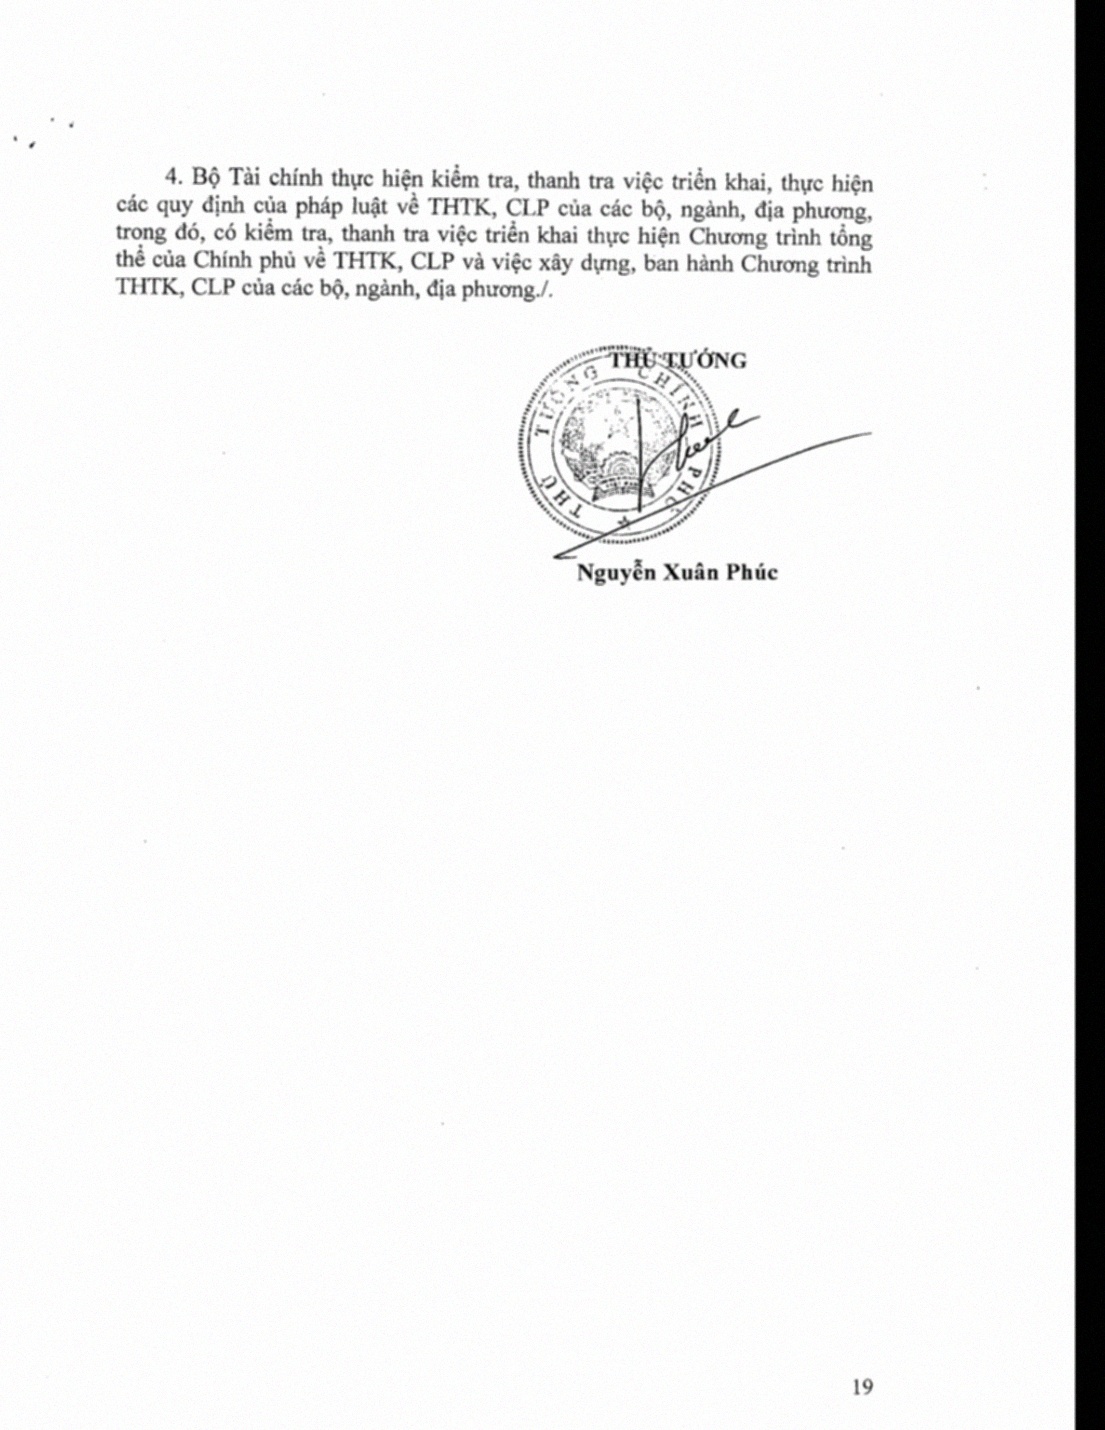 4. Bộ Tài chính thực hiện kiểm tra, thanh tra việc triển khai, thực hiện
các quy định của pháp luật về THTK, CLP của các bộ, ngành, địa phương,
trong đó, có kiểm tra, thanh tra việc triển khai thực hiện Chương trình tổng
thể của Chính phủ về THTK, CLP và việc xây dựng, ban hành Chương trình
THTK, CLP của các bộ, ngành, địa phương./.
THỦ TƯỚNG
THỦ TƯỚNG CHÍNH PHỦ
Nguyễn Xuân Phúc
19